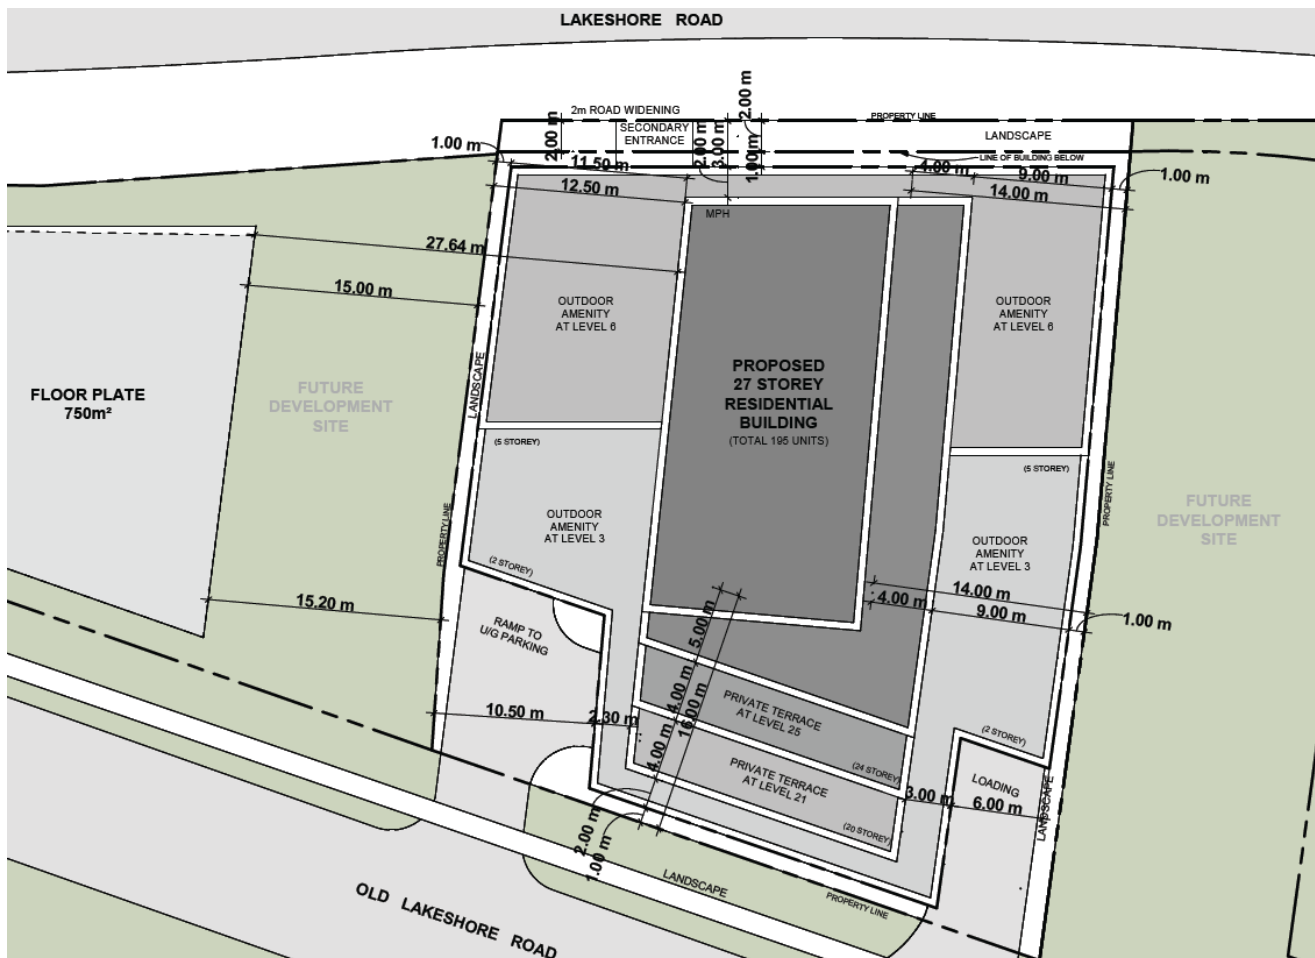 LAKESHORE ROAD
2m ROAD WIDENING
PROPERTY LINE
2.00 m
2.00 m
SECONDARY
ENTRANCE
2.00 m
3.00 m
1.00 m
LANDSCAPE
LINE OF BUILDING BELOW
1.00 m
11.50 m
12.50 m
4.00 m
9.00 m
14.00 m
1.00 m
MPH
27.64 m
15.00 m
OUTDOOR
AMENITY
AT LEVEL 6
OUTDOOR
AMENITY
AT LEVEL 6
FLOOR PLATE
750m²
FUTURE
DEVELOPMENT
SITE
LANDSCAPE
PROPOSED
27 STOREY
RESIDENTIAL
BUILDING
(TOTAL 195 UNITS)
(5 STOREY)
(5 STOREY)
PROPERTY LINE
PROPERTY LINE
OUTDOOR
AMENITY
AT LEVEL 3
OUTDOOR
AMENITY
AT LEVEL 3
FUTURE
DEVELOPMENT
SITE
(2 STOREY)
15.20 m
RAMP TO
U/G PARKING
14.00 m
4.00 m
9.00 m
1.00 m
5.00 m
4.00 m
16.00 m
4.00 m
10.50 m
2.30 m
PRIVATE TERRACE
AT LEVEL 25
(24 STOREY)
PRIVATE TERRACE
AT LEVEL 21
(20 STOREY)
(2 STOREY)
LOADING
3.00 m
6.00 m
LANDSCAPE
2.00 m
1.00 m
LANDSCAPE
PROPERTY LINE
OLD LAKESHORE ROAD